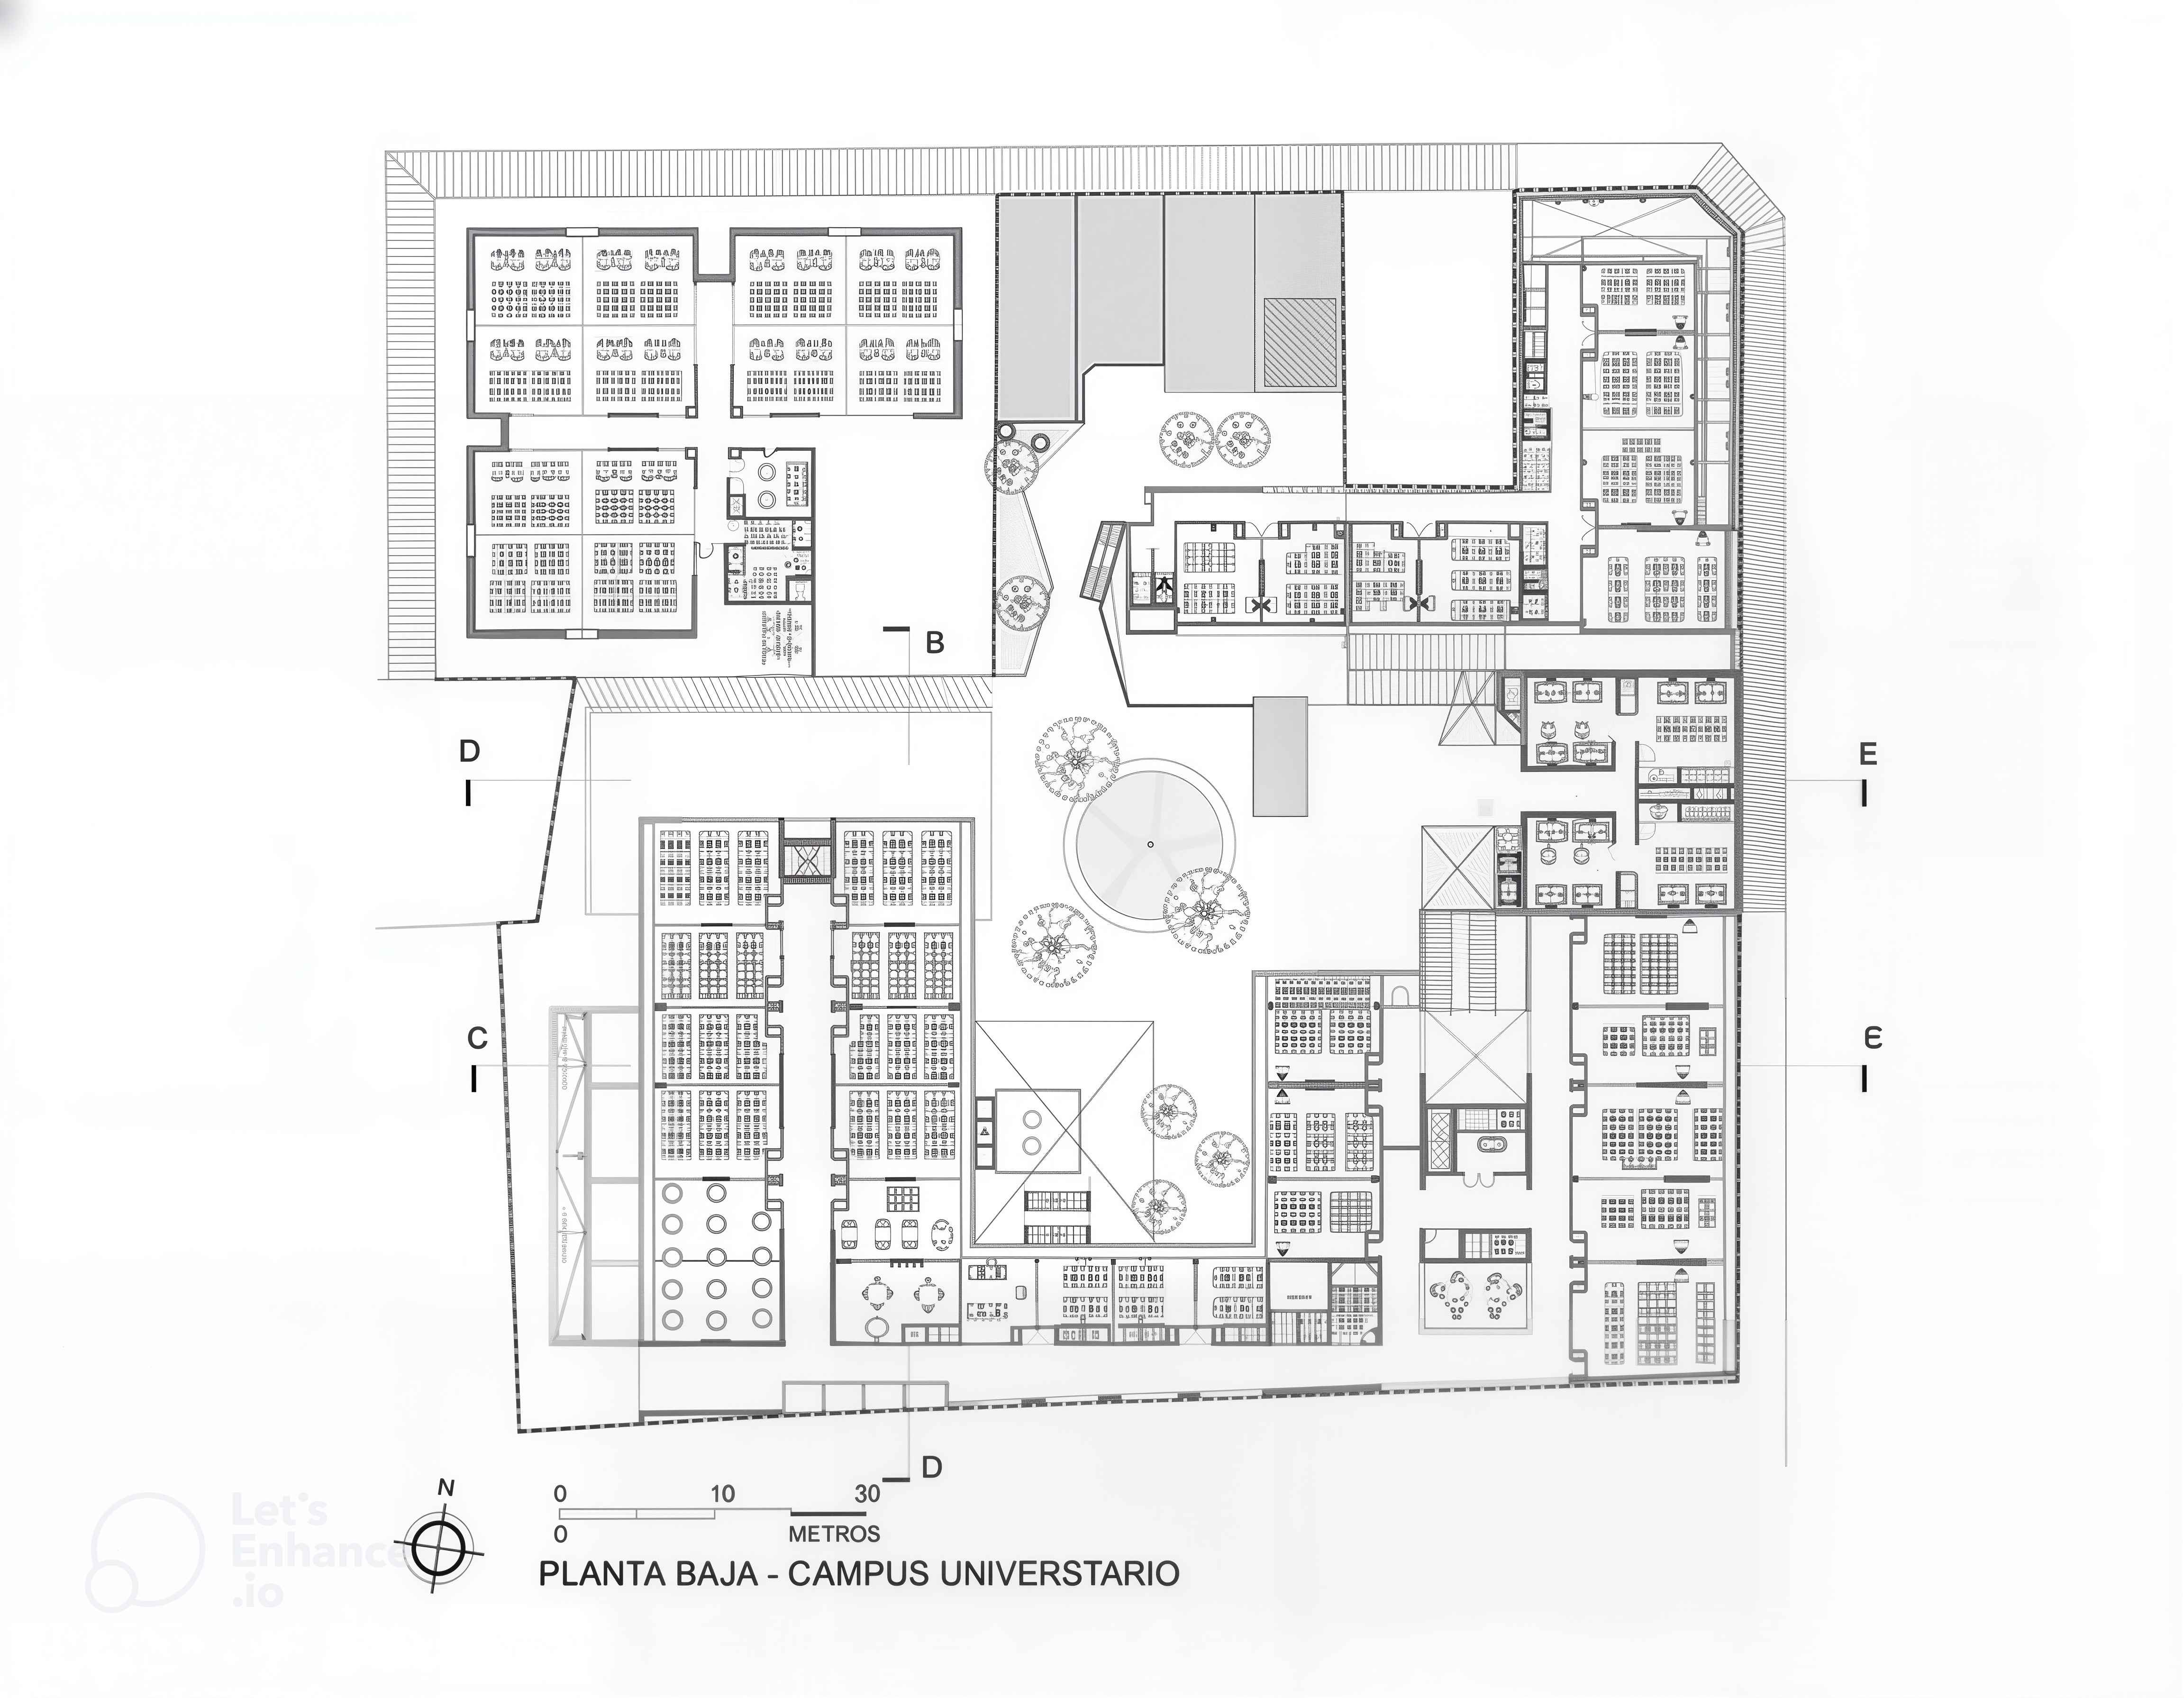 B
D
E
C
Є
D
N
0 10 30
0 METROS
PLANTA BAJA - CAMPUS UNIVERSTARIO
Let's
Enhance
.io